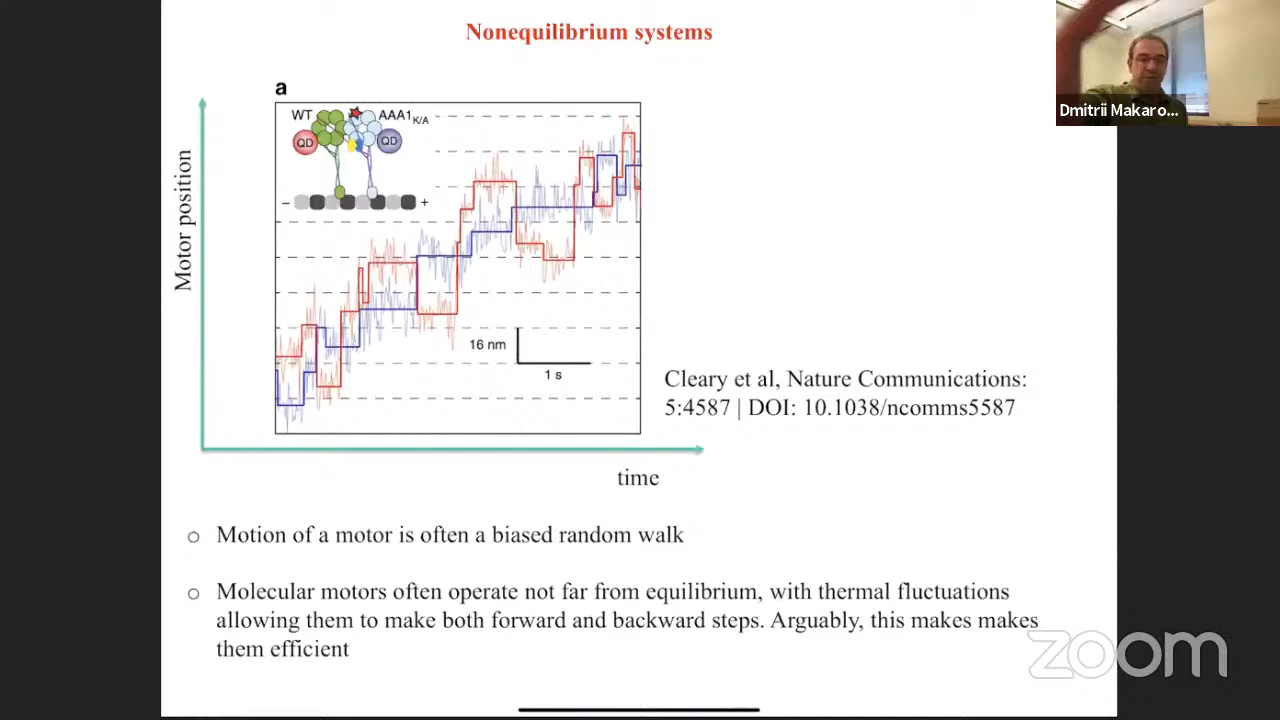 Nonequilibrium systems
Dmitrii Makaro...
a
WT
AAA1K/A
QD
QD
−
+
Motor position
16 nm
1 s
Cleary et al, Nature Communications:
5:4587 | DOI: 10.1038/ncomms5587
time
Motion of a motor is often a biased random walk
Molecular motors often operate not far from equilibrium, with thermal fluctuations
allowing them to make both forward and backward steps. Arguably, this makes makes
them efficient
zoom